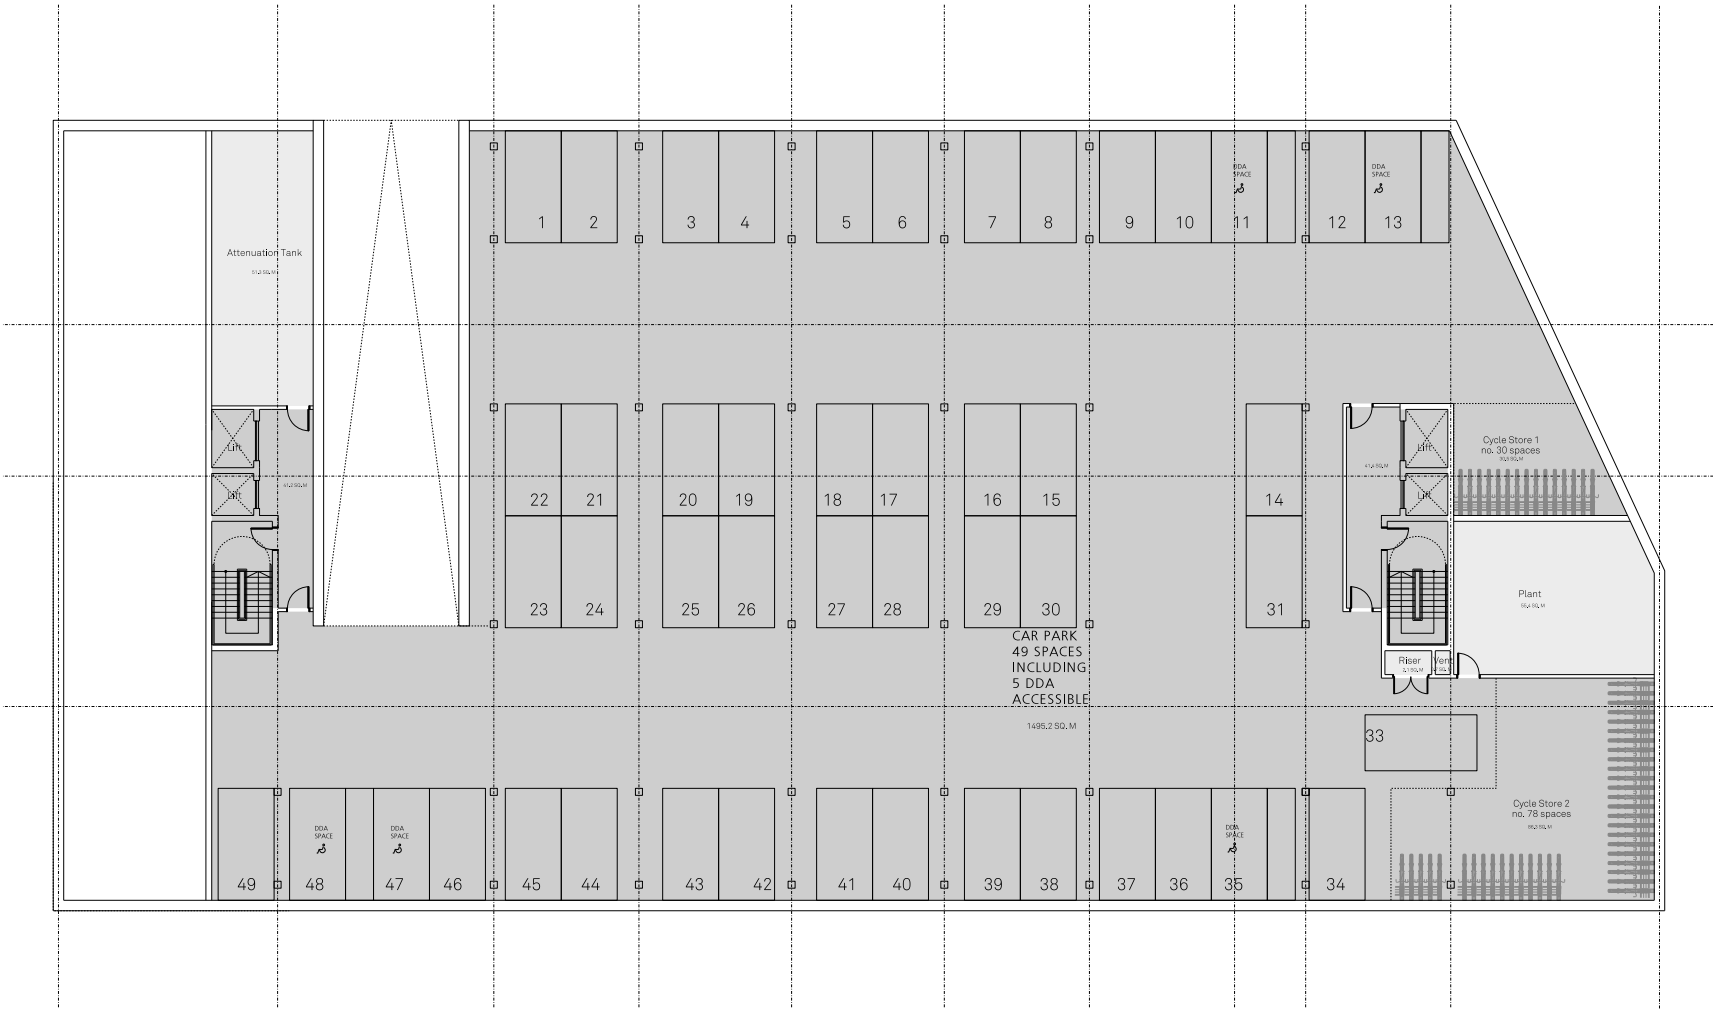 1 2 3 4 5 6 7 8 9 10 11 12 13
DDA
SPACE
DDA
SPACE
Attenuation Tank
Lift
Lift
22 21 20 19 18 17 16 15 14
23 24 25 26 27 28 29 30 31
Lift
Lift
Cycle Store 1
no. 30 spaces
Plant
Riser
Vent
CAR PARK
49 SPACES
INCLUDING
5 DDA
ACCESSIBLE
1495.2 SQ. M
33
Cycle Store 2
no. 78 spaces
DDA
SPACE
DDA
SPACE
DDA
SPACE
49 48 47 46 45 44 43 42 41 40 39 38 37 36 35 34